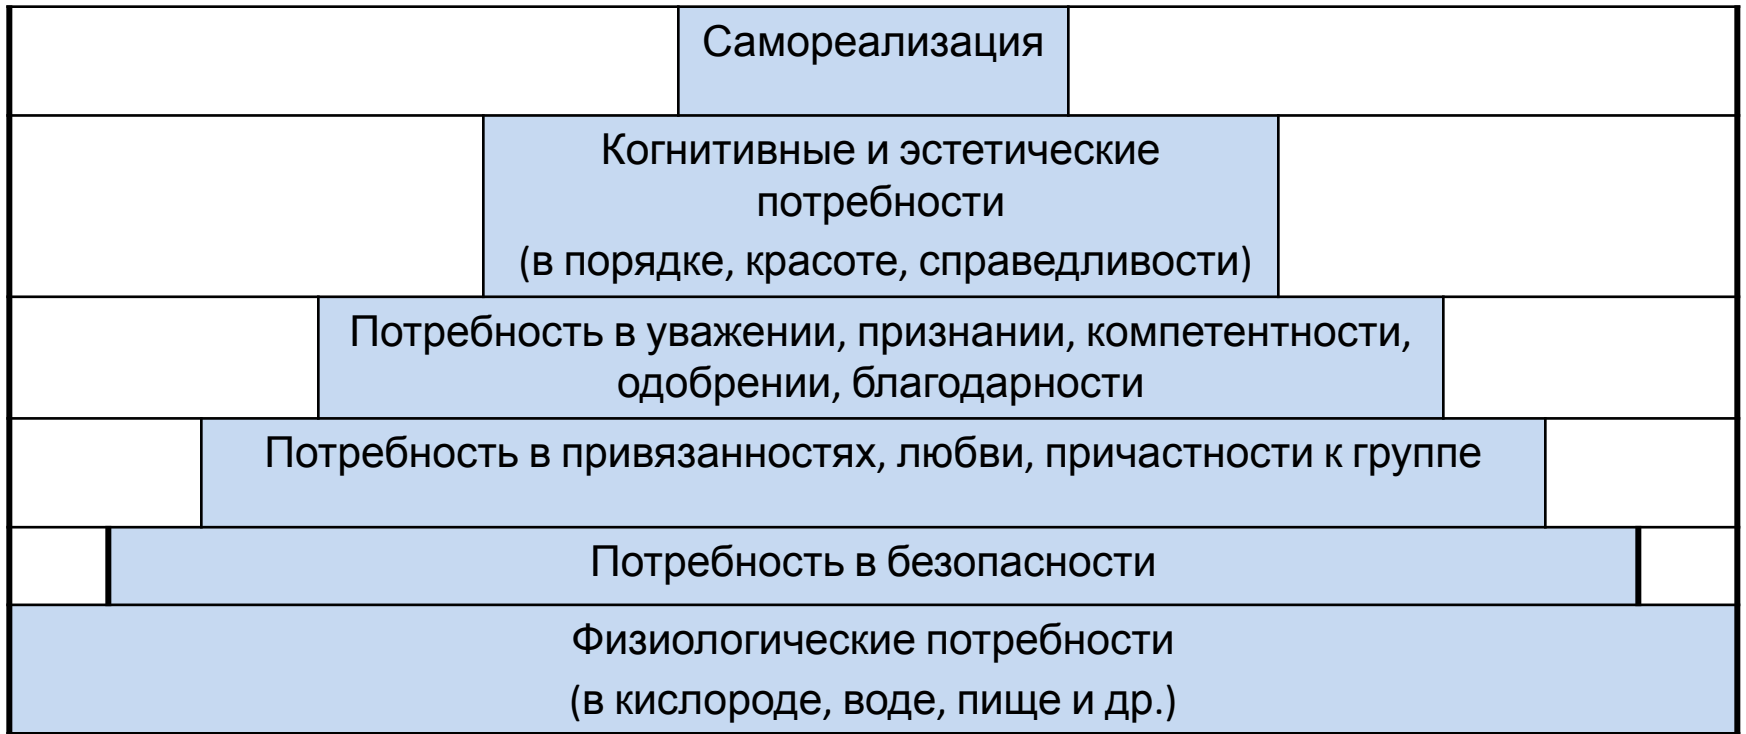 Самореализация
Когнитивные и эстетические
потребности
(в порядке, красоте, справедливости)
Потребность в уважении, признании, компетентности,
одобрении, благодарности
Потребность в привязанностях, любви, причастности к группе
Потребность в безопасности
Физиологические потребности
(в кислороде, воде, пище и др.)